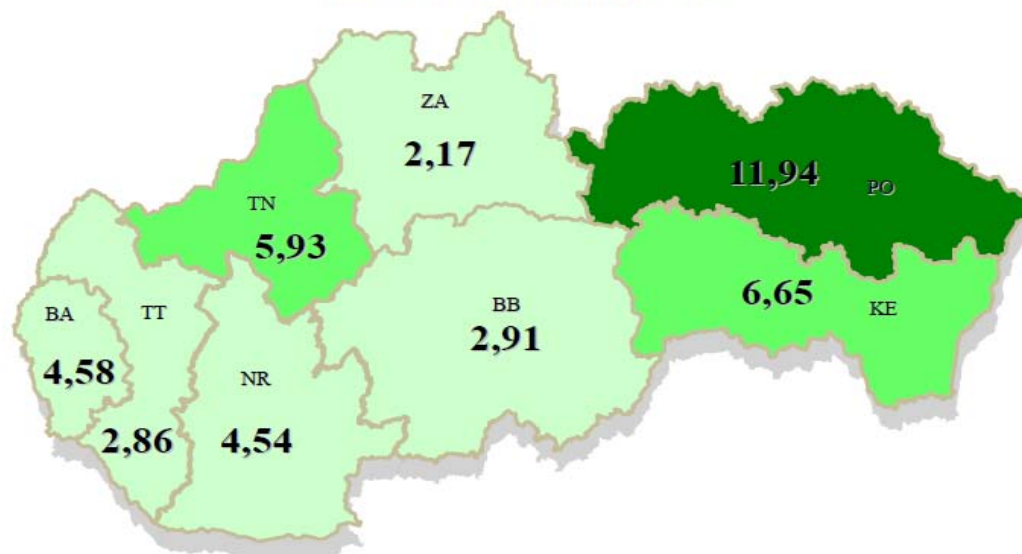 ZA
2,17
11,94
PO
TN
5,93
6,65
KE
BA
4,58
TT
2,86
NR
4,54
BB
2,91